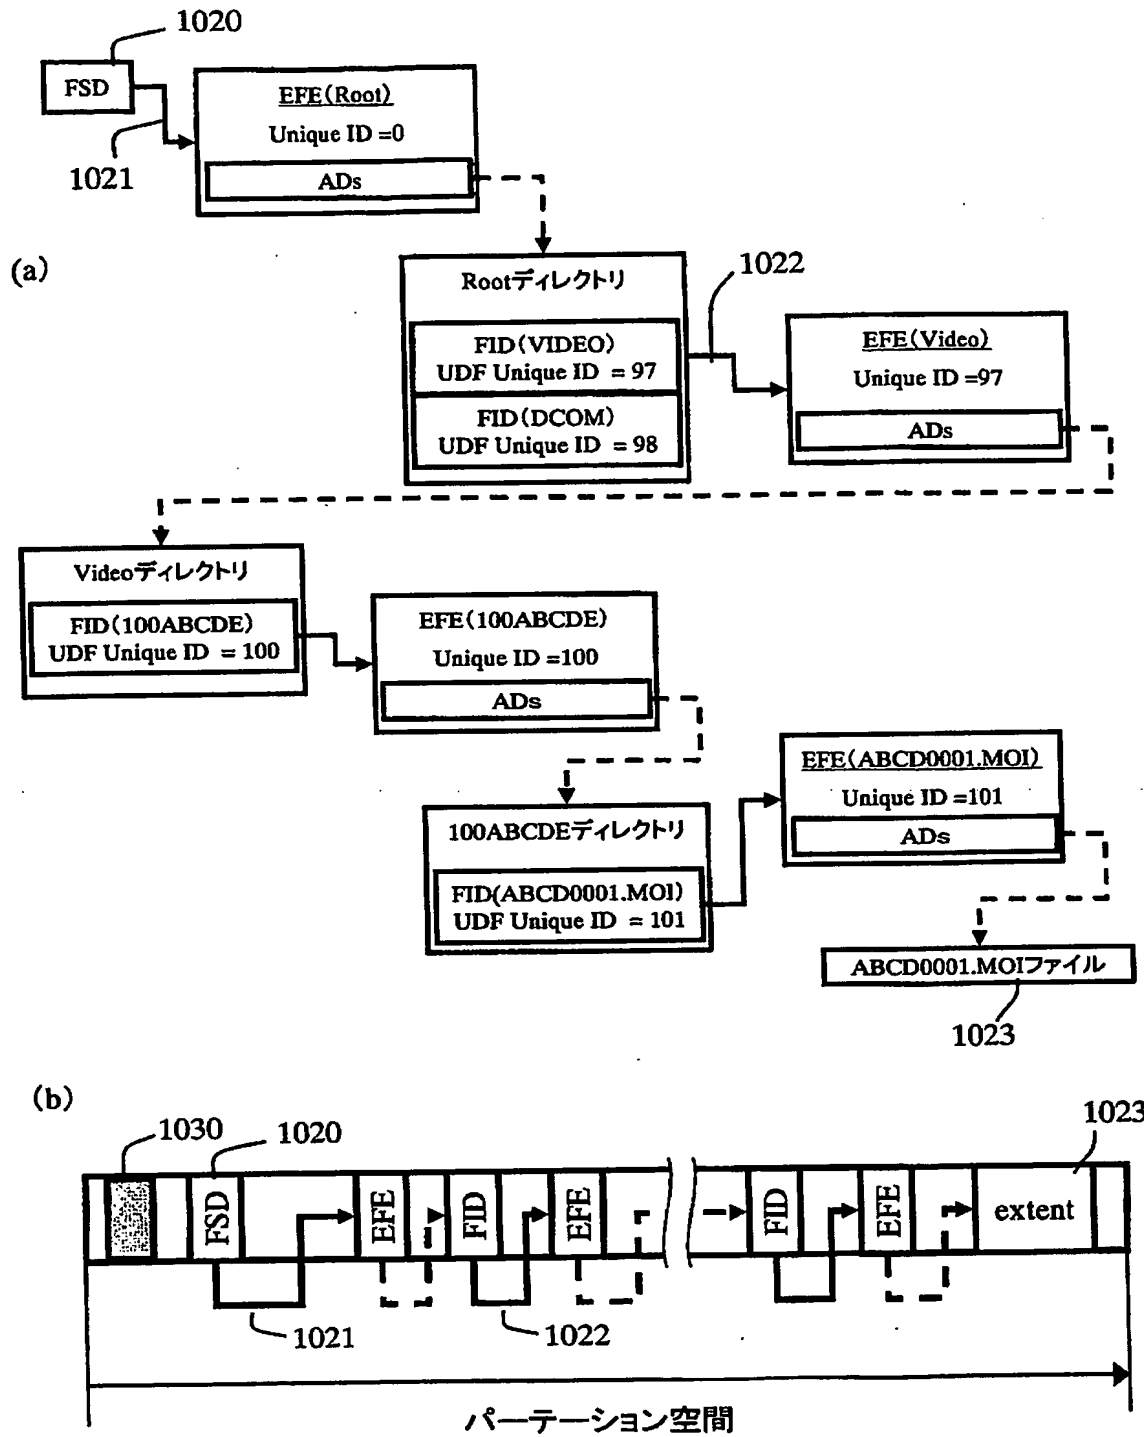 1020
FSD
EFE(Root)
Unique ID =0
ADs
1021
(a)
Rootディレクトリ
FID(VIDEO)
UDF Unique ID = 97
FID(DCOM)
UDF Unique ID = 98
1022
EFE(Video)
Unique ID =97
ADs
Videoディレクトリ
FID(100ABCDE)
UDF Unique ID = 100
EFE(100ABCDE)
Unique ID =100
ADs
100ABCDEディレクトリ
FID(ABCD0001.MOI)
UDF Unique ID = 101
EFE(ABCD0001.MOI)
Unique ID =101
ADs
ABCD0001.MOIファイル
1023
(b)
1030
1020
1023
FSD
EFE
FID
EFE
FID
EFE
extent
1021
1022
パーテーション空間